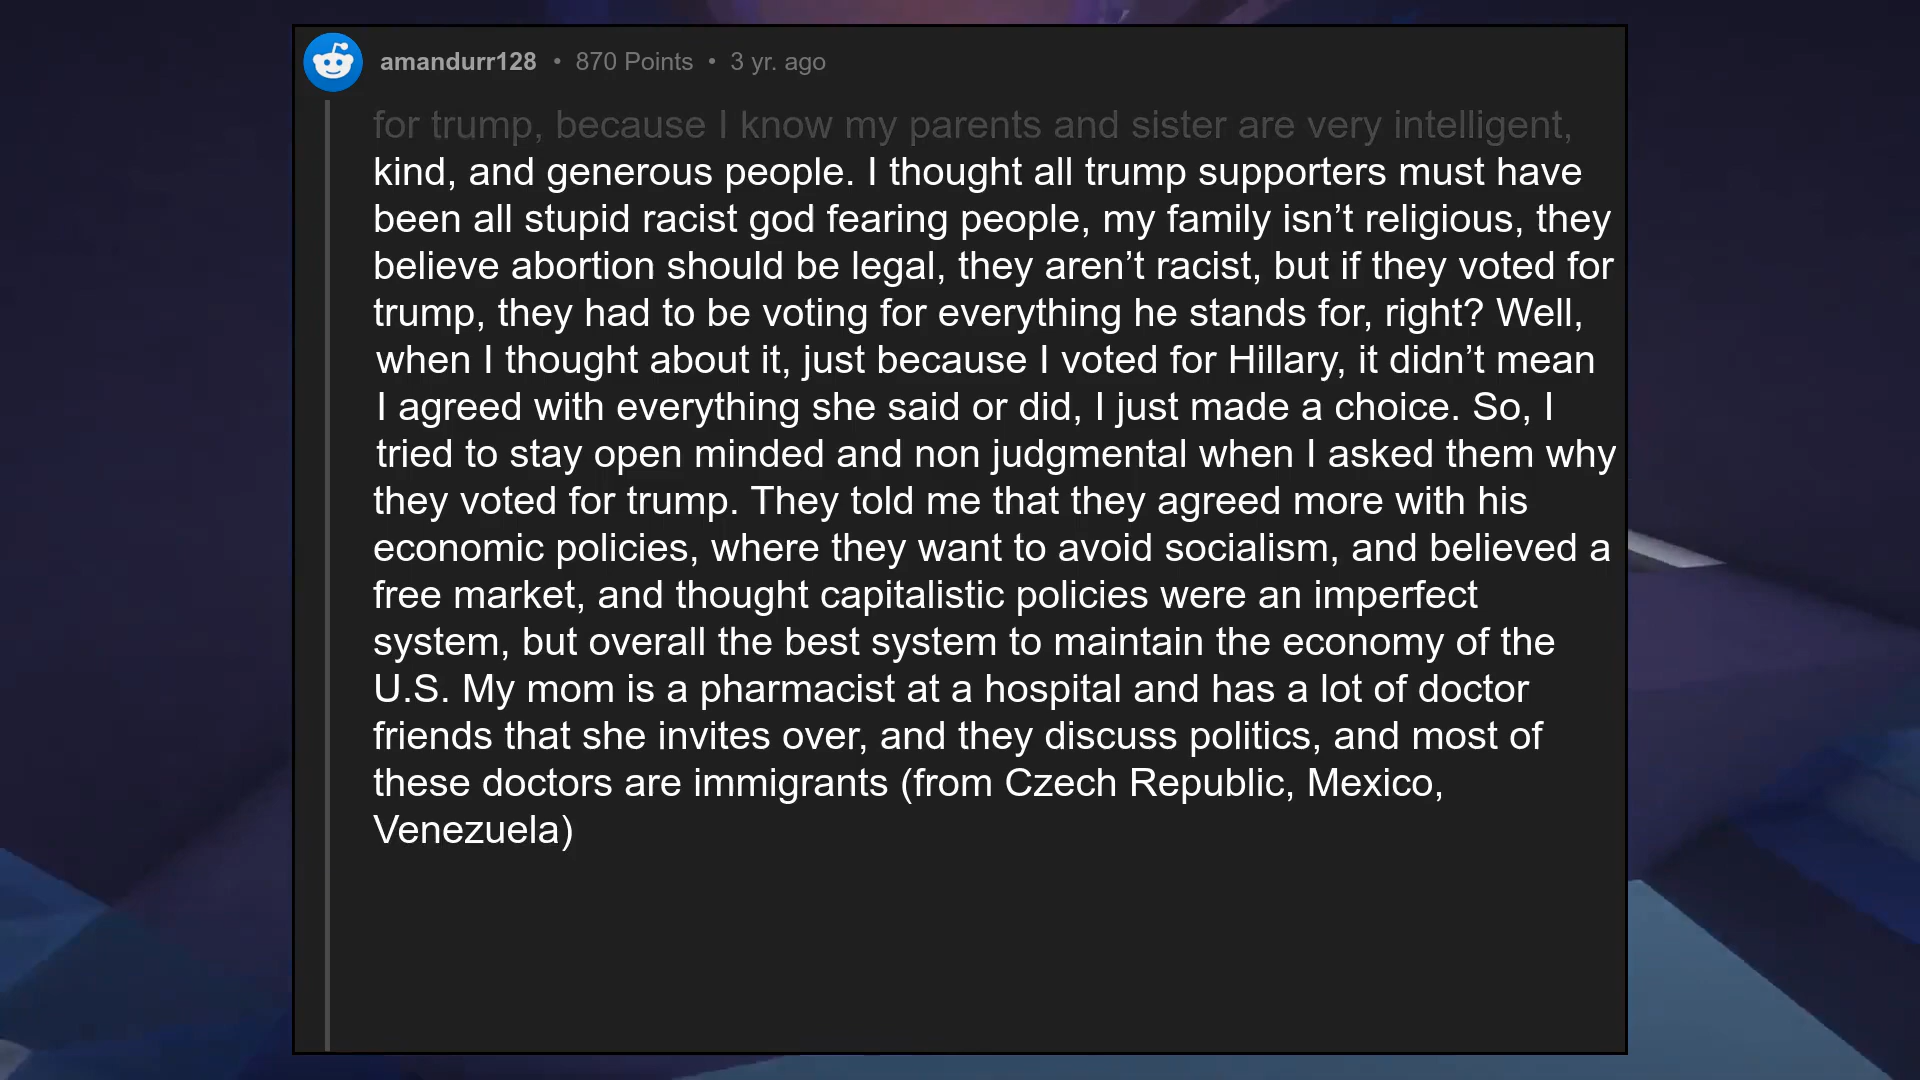 amandurr128 • 870 Points • 3 yr. ago
for trump, because I know my parents and sister are very intelligent,
kind, and generous people. I thought all trump supporters must have
been all stupid racist god fearing people, my family isn’t religious, they
believe abortion should be legal, they aren’t racist, but if they voted for
trump, they had to be voting for everything he stands for, right? Well,
when I thought about it, just because I voted for Hillary, it didn’t mean
I agreed with everything she said or did, I just made a choice. So, I
tried to stay open minded and non judgmental when I asked them why
they voted for trump. They told me that they agreed more with his
economic policies, where they want to avoid socialism, and believed a
free market, and thought capitalistic policies were an imperfect
system, but overall the best system to maintain the economy of the
U.S. My mom is a pharmacist at a hospital and has a lot of doctor
friends that she invites over, and they discuss politics, and most of
these doctors are immigrants (from Czech Republic, Mexico,
Venezuela)